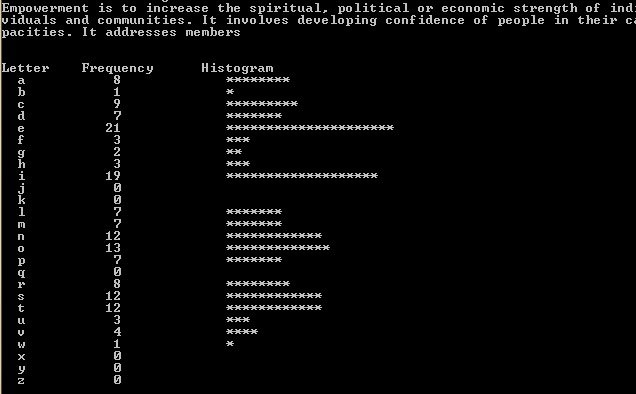 Empowerment is to increase the spiritual, political or economic strength of indi
viduals and communities. It involves developing confidence of people in their ca
pacities. It addresses members
Letter Frequency Histogram
a 8 ********
b 1 *
c 9 *********
d 7 *******
e 21 *********************
f 3 ***
g 2 **
h 3 ***
i 19 *******************
j 0
k 0
l 7 *******
m 7 *******
n 12 ************
o 13 *************
p 7 *******
q 0
r 8 ********
s 12 ************
t 12 ************
u 3 ***
v 4 ****
w 1 *
x 0
y 0
z 0